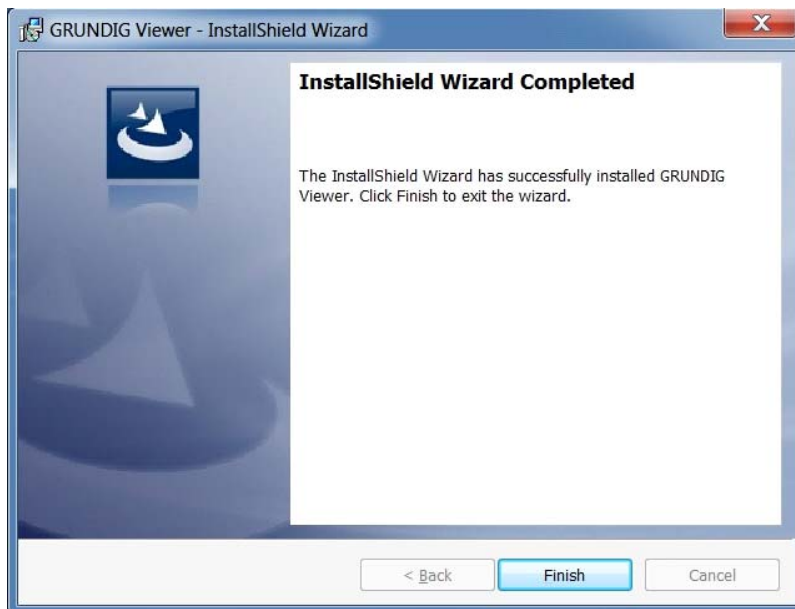 GRUNDIG Viewer - InstallShield Wizard
InstallShield Wizard Completed
The InstallShield Wizard has successfully installed GRUNDIG
Viewer. Click Finish to exit the wizard.
< Back
Finish
Cancel